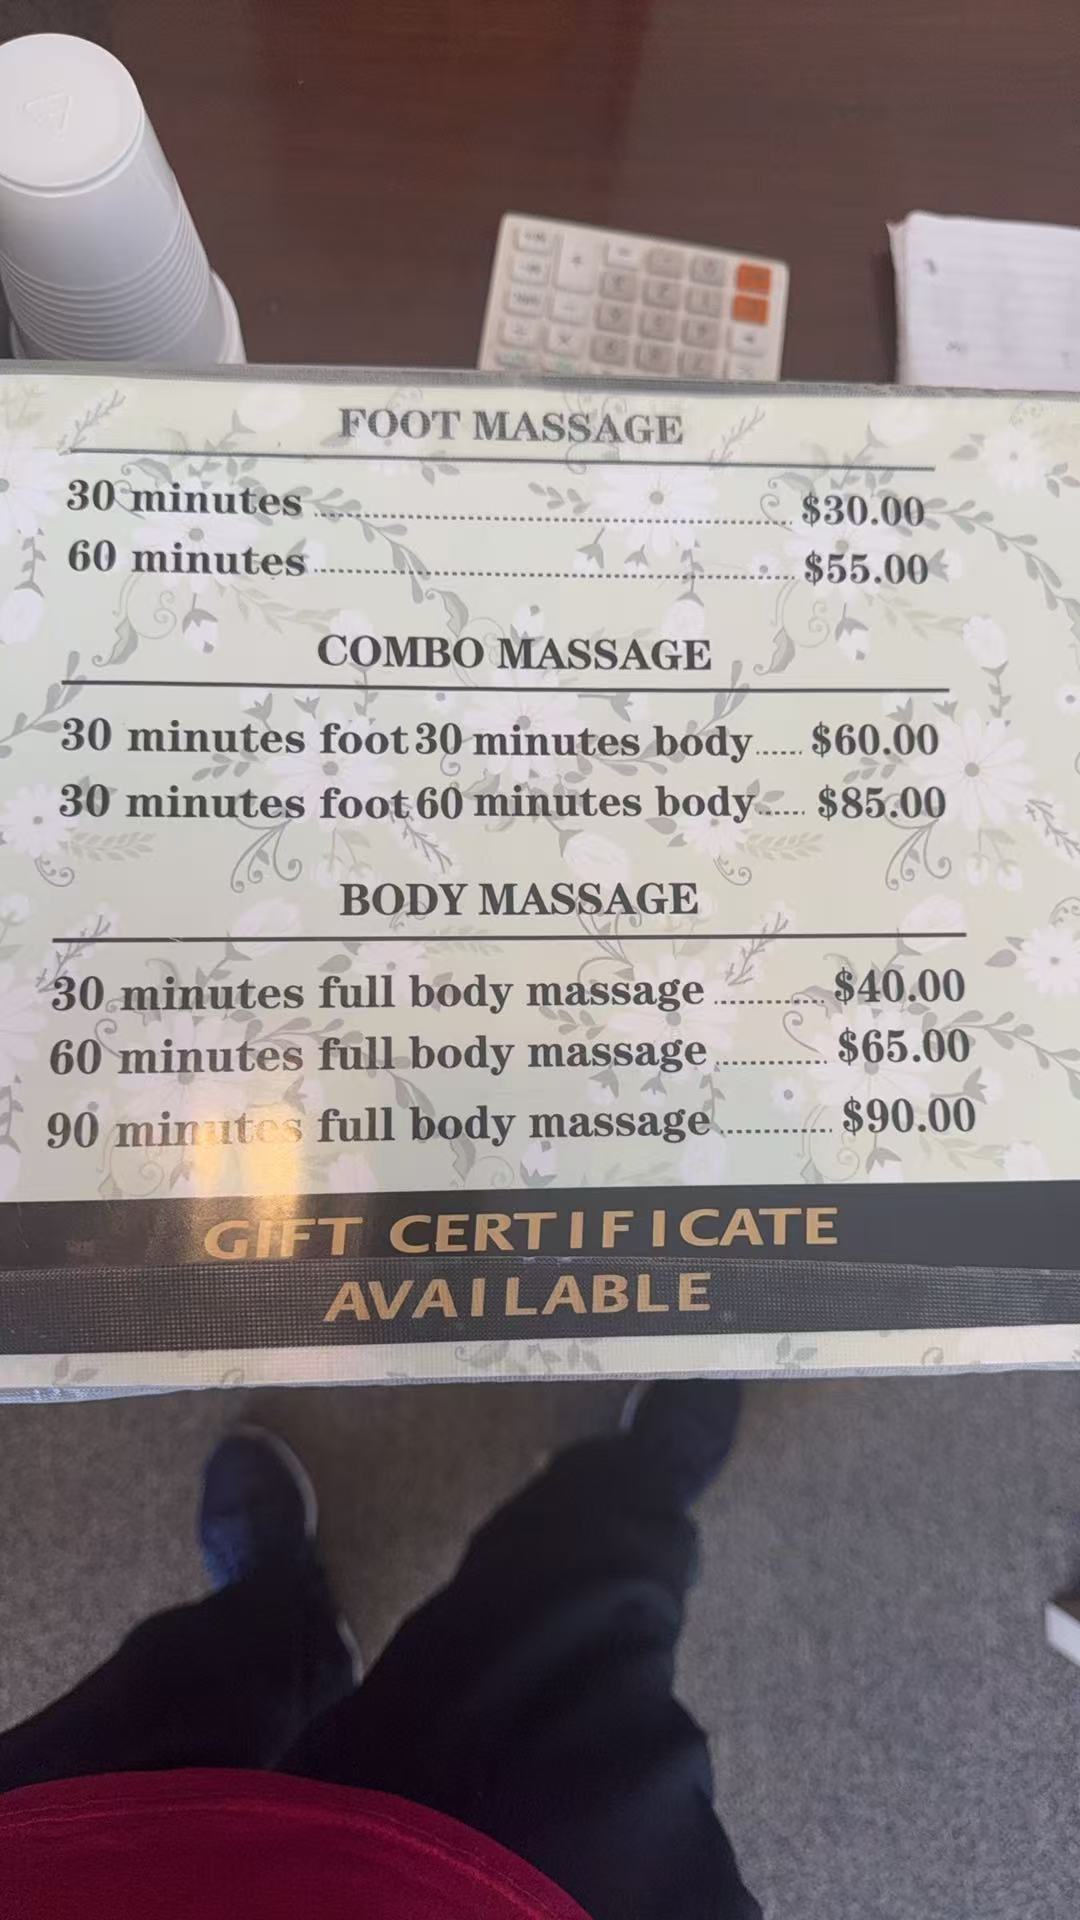 FOOT MASSAGE
30 minutes ........ $30.00
60 minutes ........ $55.00
COMBO MASSAGE
30 minutes foot 30 minutes body ...... $60.00
30 minutes foot 60 minutes body ...... $85.00
BODY MASSAGE
30 minutes full body massage ........ $40.00
60 minutes full body massage ........ $65.00
90 minutes full body massage ........ $90.00
GIFT CERTIFICATE
AVAILABLE